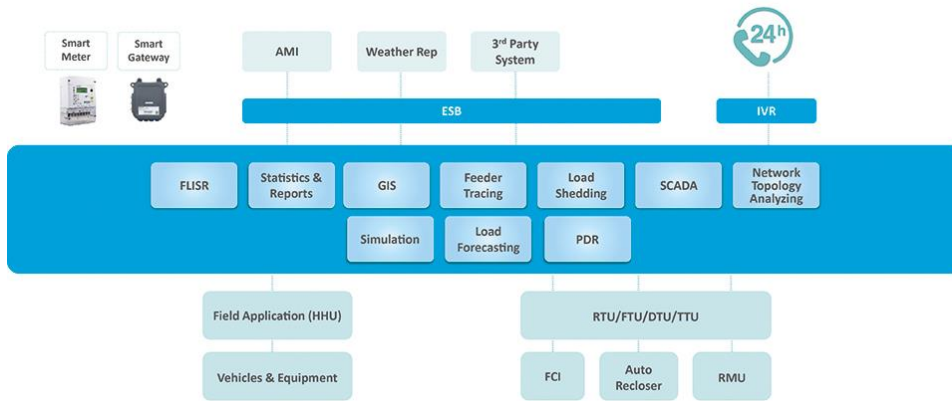 Smart
Meter
Smart
Gateway
AMI
Weather Rep
3rd Party
System
24h
ESB
IVR
FLISR
Statistics &
Reports
GIS
Feeder
Tracing
Load
Shedding
SCADA
Network
Topology
Analyzing
Simulation
Load
Forecasting
PDR
Field Application (HHU)
RTU/FTU/DTU/TTU
Vehicles & Equipment
FCI
Auto
Recloser
RMU